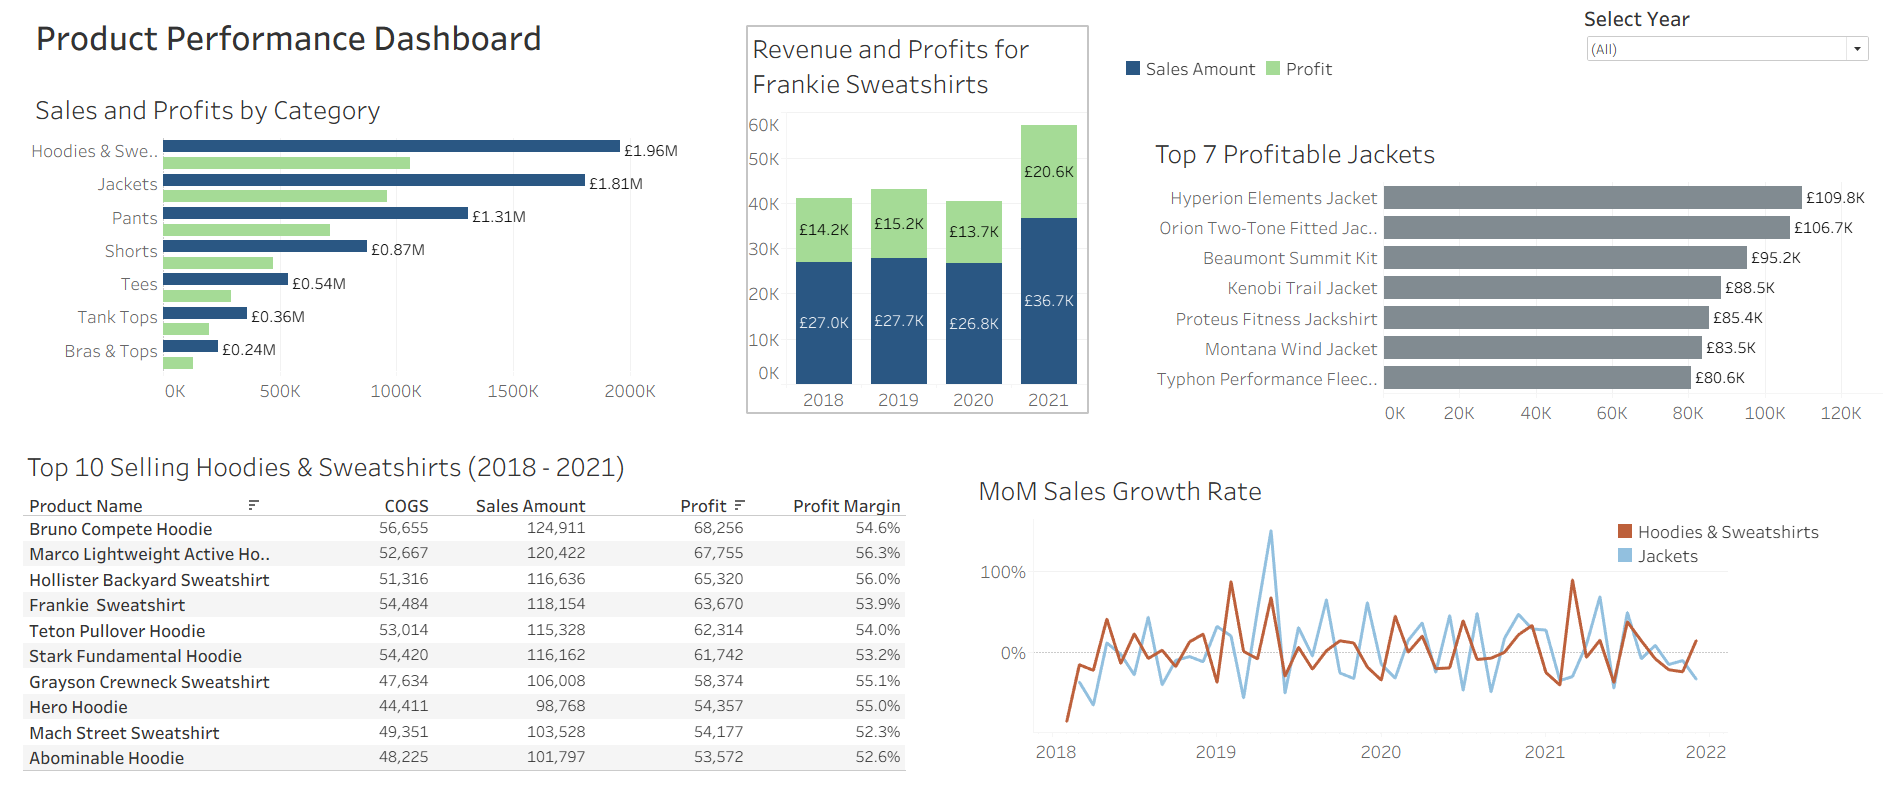 Product Performance Dashboard
Select Year
(All)
Sales and Profits by Category
Hoodies & Swe.. £1.96M
Jackets £1.81M
Pants £1.31M
Shorts £0.87M
Tees £0.54M
Tank Tops £0.36M
Bras & Tops £0.24M
0K 500K 1000K 1500K 2000K
Revenue and Profits for
Frankie Sweatshirts
60K
50K
40K
30K
20K
10K
0K
£14.2K £15.2K £13.7K £20.6K
£27.0K £27.7K £26.8K £36.7K
2018 2019 2020 2021
Sales Amount Profit
Top 7 Profitable Jackets
Hyperion Elements Jacket £109.8K
Orion Two-Tone Fitted Jac.. £106.7K
Beaumont Summit Kit £95.2K
Kenobi Trail Jacket £88.5K
Proteus Fitness Jackshirt £85.4K
Montana Wind Jacket £83.5K
Typhon Performance Fleec.. £80.6K
0K 20K 40K 60K 80K 100K 120K
Top 10 Selling Hoodies & Sweatshirts (2018 - 2021)
Product Name COGS Sales Amount Profit Profit Margin
Bruno Compete Hoodie 56,655 124,911 68,256 54.6%
Marco Lightweight Active Ho.. 52,667 120,422 67,755 56.3%
Hollister Backyard Sweatshirt 51,316 116,636 65,320 56.0%
Frankie  Sweatshirt 54,484 118,154 63,670 53.9%
Teton Pullover Hoodie 53,014 115,328 62,314 54.0%
Stark Fundamental Hoodie 54,420 116,162 61,742 53.2%
Grayson Crewneck Sweatshirt 47,634 106,008 58,374 55.1%
Hero Hoodie 44,411 98,768 54,357 55.0%
Mach Street Sweatshirt 49,351 103,528 54,177 52.3%
Abominable Hoodie 48,225 101,797 53,572 52.6%
MoM Sales Growth Rate
Hoodies & Sweatshirts
Jackets
100%
0%
2018 2019 2020 2021 2022